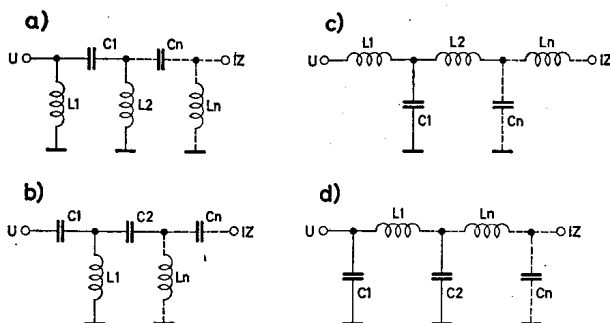 a)
U C1 Cn IZ
L1 L2 Ln
b)
U C1 C2 Cn IZ
L1 Ln
c)
U L1 L2 Ln IZ
C1 Cn
d)
U L1 Ln IZ
C1 C2 Cn